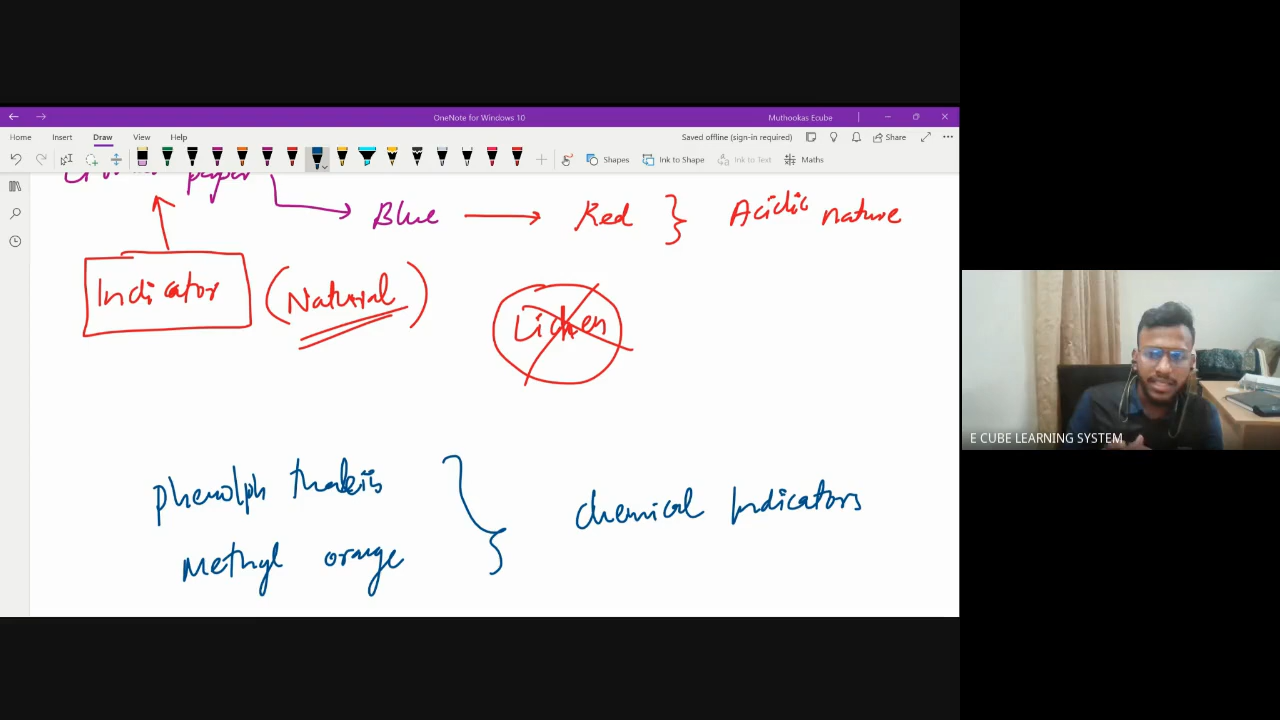 OneNote for Windows 10
Muthookas Ecube
Home Insert Draw View Help
Saved offline (sign-in required)
Share
Shapes
Ink to Shape
Ink to Text
Maths
paper
Blue → Red } Acidic nature
Indicator (Natural)
Lichen
phenolph
Methyl orange
} chemical Indicators
E CUBE LEARNING SYSTEM